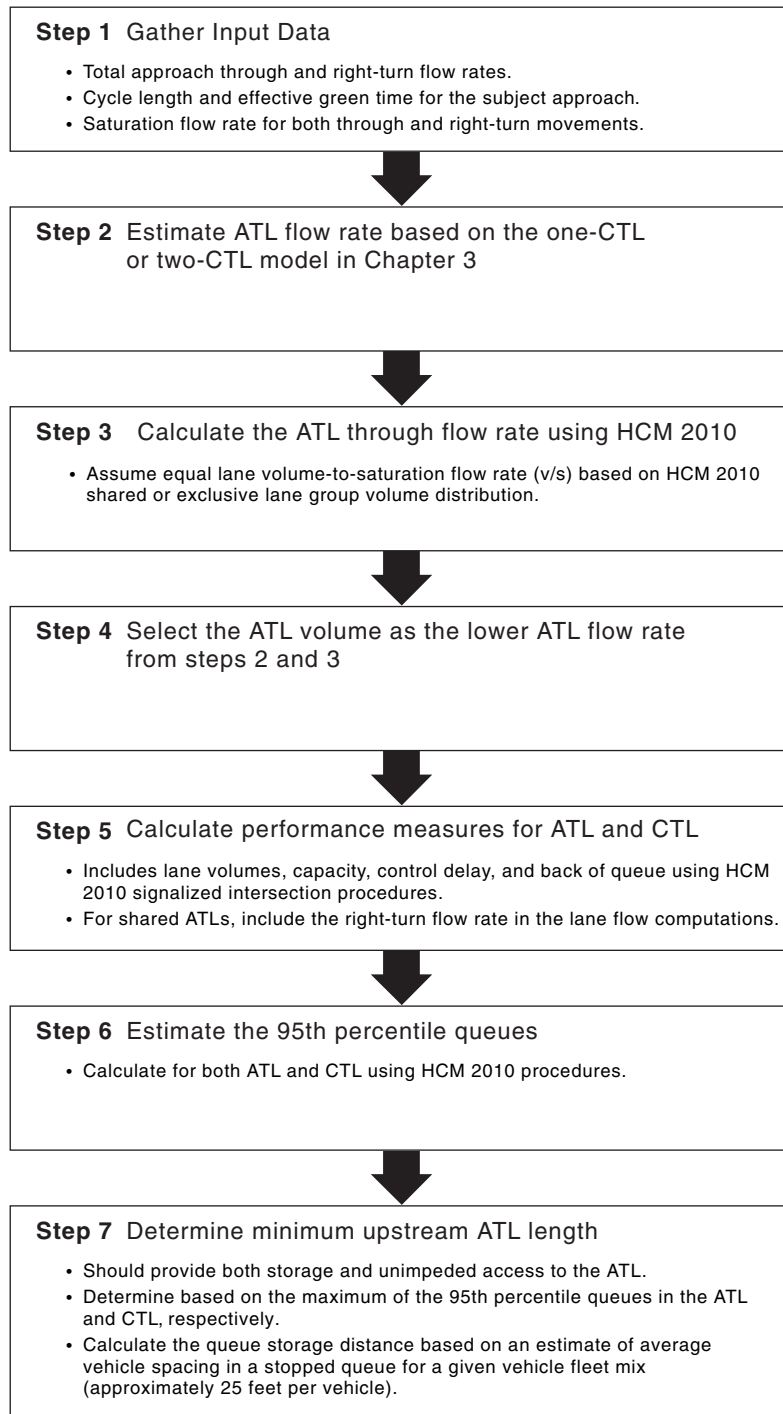 Step 1 Gather Input Data
• Total approach through and right-turn flow rates.
• Cycle length and effective green time for the subject approach.
• Saturation flow rate for both through and right-turn movements.
Step 2 Estimate ATL flow rate based on the one-CTL
or two-CTL model in Chapter 3
Step 3 Calculate the ATL through flow rate using HCM 2010
• Assume equal lane volume-to-saturation flow rate (v/s) based on HCM 2010
shared or exclusive lane group volume distribution.
Step 4 Select the ATL volume as the lower ATL flow rate
from steps 2 and 3
Step 5 Calculate performance measures for ATL and CTL
• Includes lane volumes, capacity, control delay, and back of queue using HCM
2010 signalized intersection procedures.
• For shared ATLs, include the right-turn flow rate in the lane flow computations.
Step 6 Estimate the 95th percentile queues
• Calculate for both ATL and CTL using HCM 2010 procedures.
Step 7 Determine minimum upstream ATL length
• Should provide both storage and unimpeded access to the ATL.
• Determine based on the maximum of the 95th percentile queues in the ATL
and CTL, respectively.
• Calculate the queue storage distance based on an estimate of average
vehicle spacing in a stopped queue for a given vehicle fleet mix
(approximately 25 feet per vehicle).